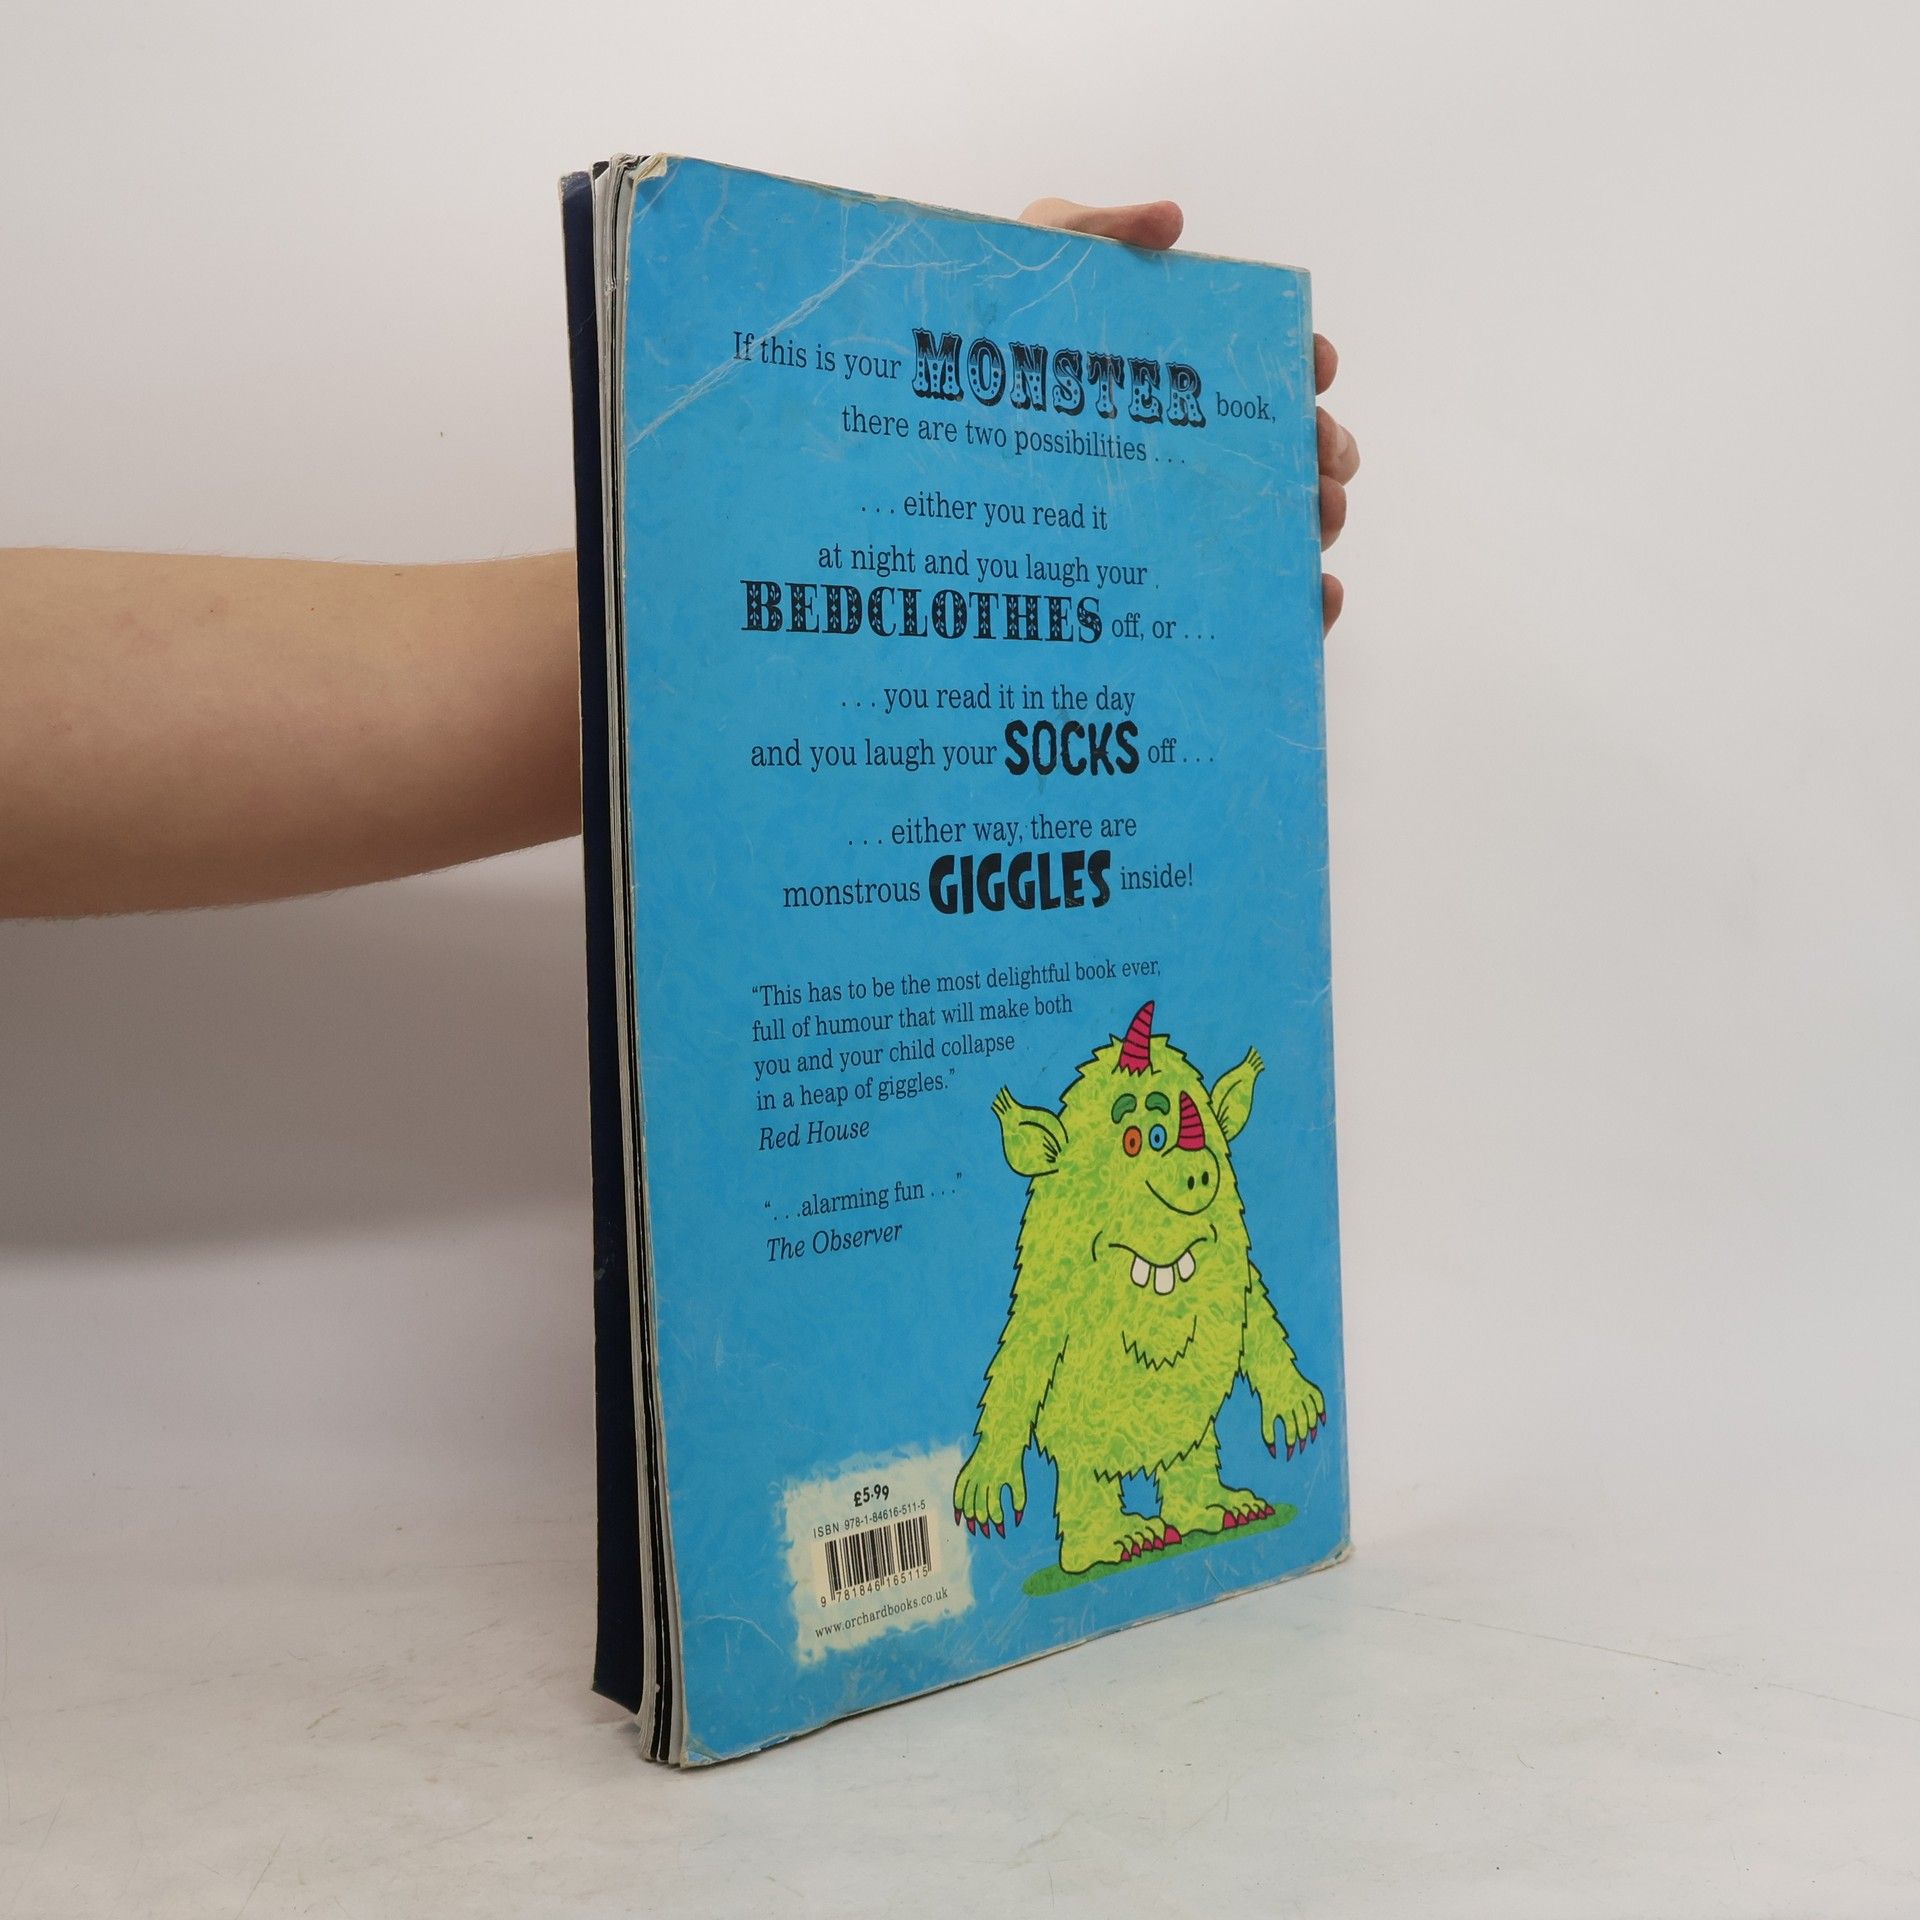 If this is your MONSTER book,
there are two possibilities . . .
. . . either you read it
at night and you laugh your
BEDCLOTHES off, or . . .
. . . you read it in the day
and you laugh your SOCKS off . . .
. . . either way, there are
monstrous GIGGLES inside!
“This has to be the most delightful book ever,
full of humour that will make both
you and your child collapse
in a heap of giggles.”
Red House
“. . .alarming fun . . .”
The Observer
£5·99
ISBN 978-1-84616-511-5
9 781846 165115
www.orchardbooks.co.uk